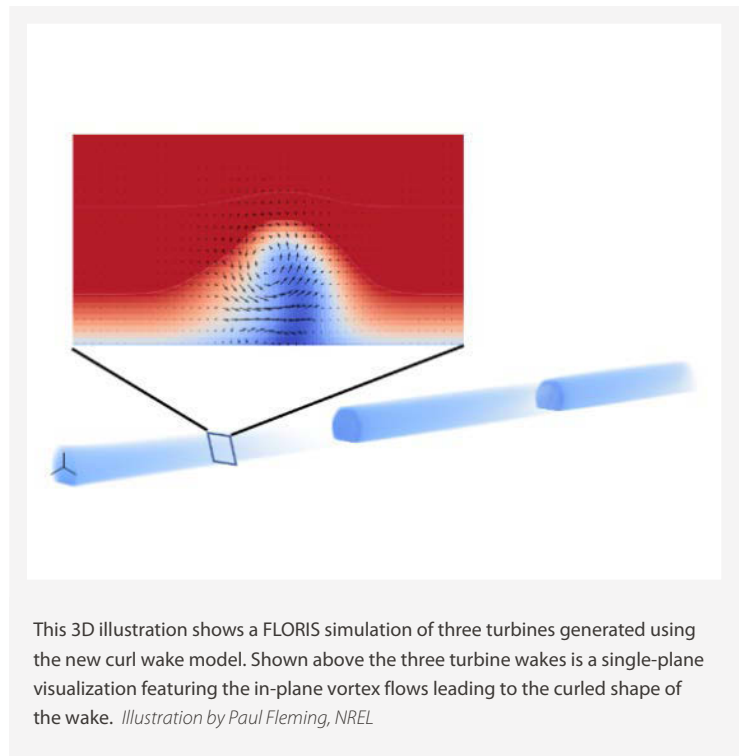 This 3D illustration shows a FLORIS simulation of three turbines generated using
the new curl wake model. Shown above the three turbine wakes is a single-plane
visualization featuring the in-plane vortex flows leading to the curled shape of
the wake. Illustration by Paul Fleming, NREL